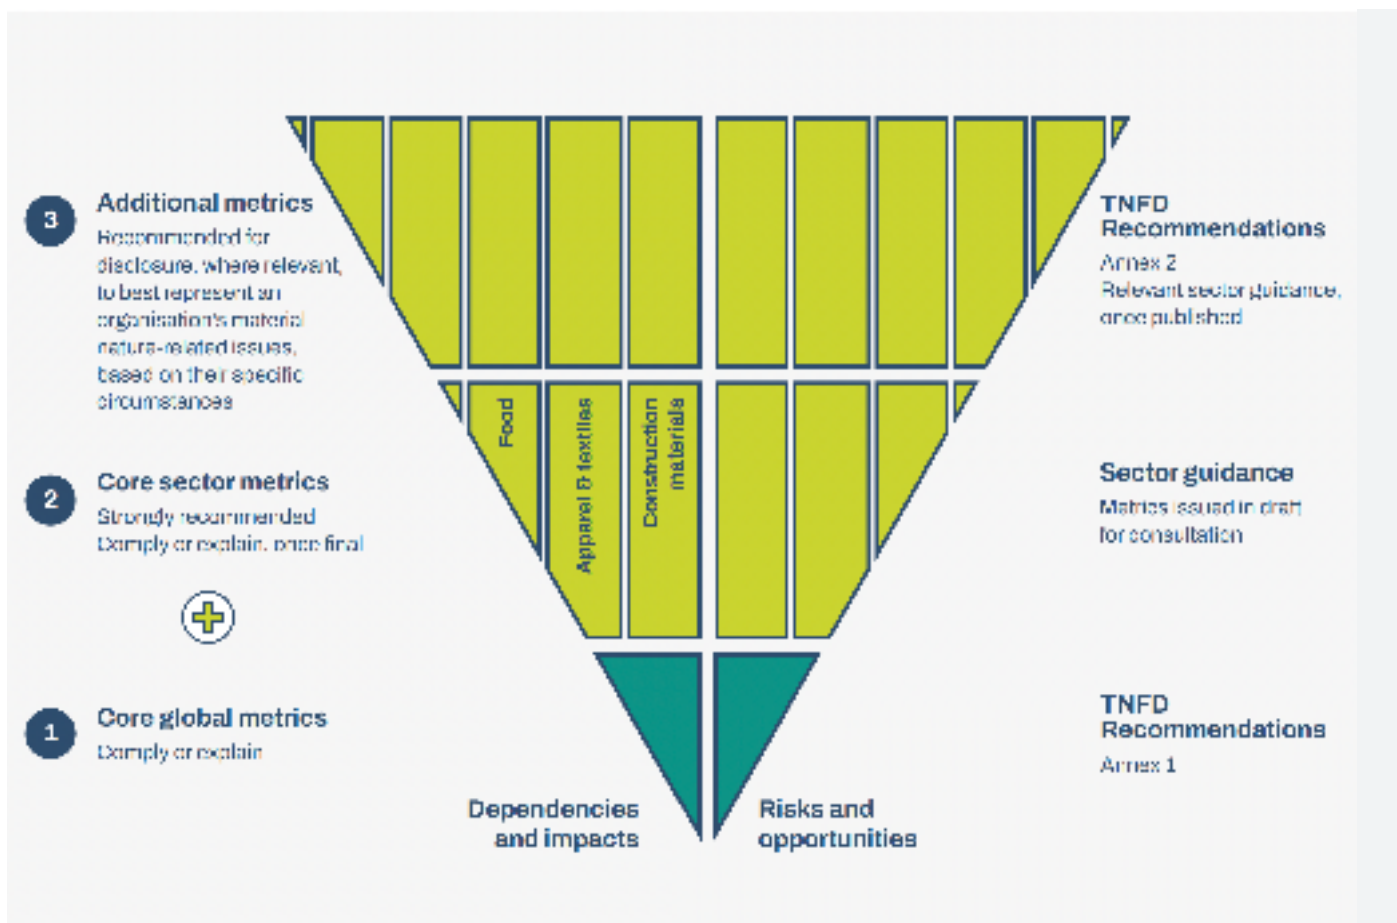 3
Additional metrics
Recommended for
disclosure, where relevant,
to best represent an
organisation's material
nature-related issues,
based on their specific
circumstances
TNFD
Recommendations
Annex 2
Relevant sector guidance,
once published
Food
Apparel & textiles
Construction
materials
2
Core sector metrics
Strongly recommended
Comply or explain, once final
Sector guidance
Metrics issued in draft
for consultation
1
Core global metrics
Comply or explain
TNFD
Recommendations
Annex 1
Dependencies
and impacts
Risks and
opportunities